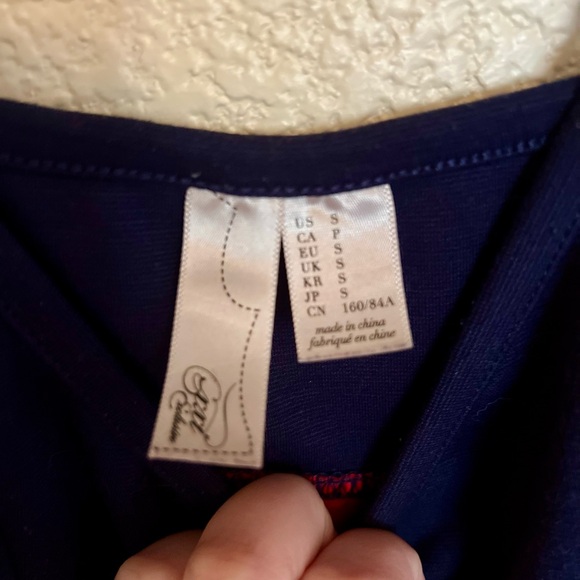 US S
CA P
EU S
UK S
KR S
JP S
CN 160/84A
made in china
fabriqué en chine